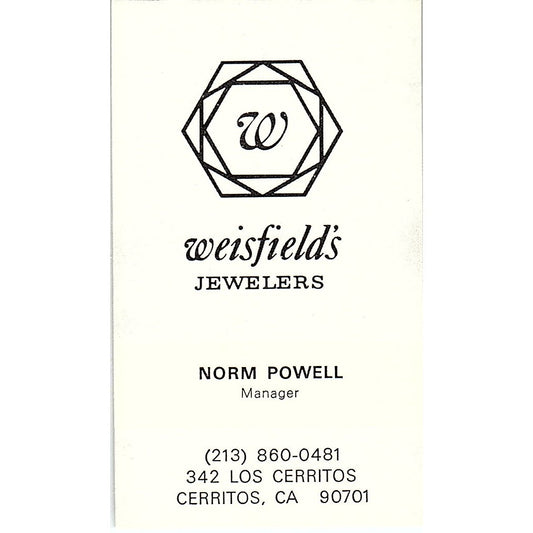 W
Weisfield's
JEWELERS
NORM POWELL
Manager
(213) 860-0481
342 LOS CERRITOS
CERRITOS, CA 90701